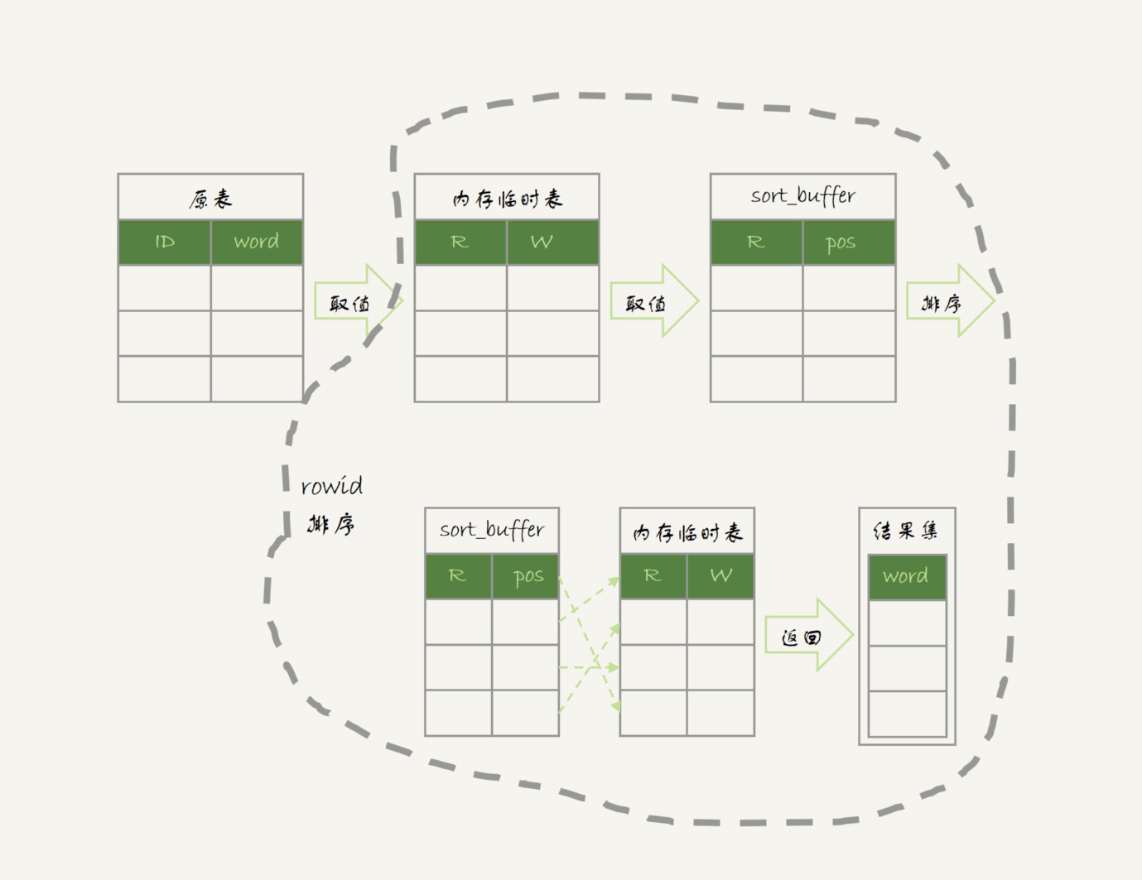 原表
ID word
取值
内存临时表
R W
取值
sort_buffer
R pos
排序
rowid
排序
sort_buffer
R pos
内存临时表
R W
返回
结果集
word